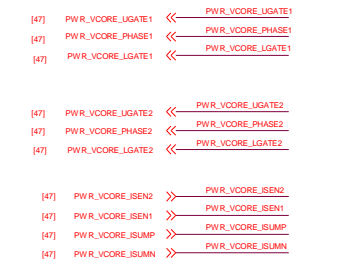 [47] PWR_VCORE_UGATE1 PWR_VCORE_UGATE1
[47] PWR_VCORE_PHASE1 PWR_VCORE_PHASE1
[47] PWR_VCORE_LGATE1 PWR_VCORE_LGATE1
[47] PWR_VCORE_UGATE2 PWR_VCORE_UGATE2
[47] PWR_VCORE_PHASE2 PWR_VCORE_PHASE2
[47] PWR_VCORE_LGATE2 PWR_VCORE_LGATE2
[47] PWR_VCORE_ISEN2 PWR_VCORE_ISEN2
[47] PWR_VCORE_ISEN1 PWR_VCORE_ISEN1
[47] PWR_VCORE_ISUMP PWR_VCORE_ISUMP
[47] PWR_VCORE_ISUMN PWR_VCORE_ISUMN